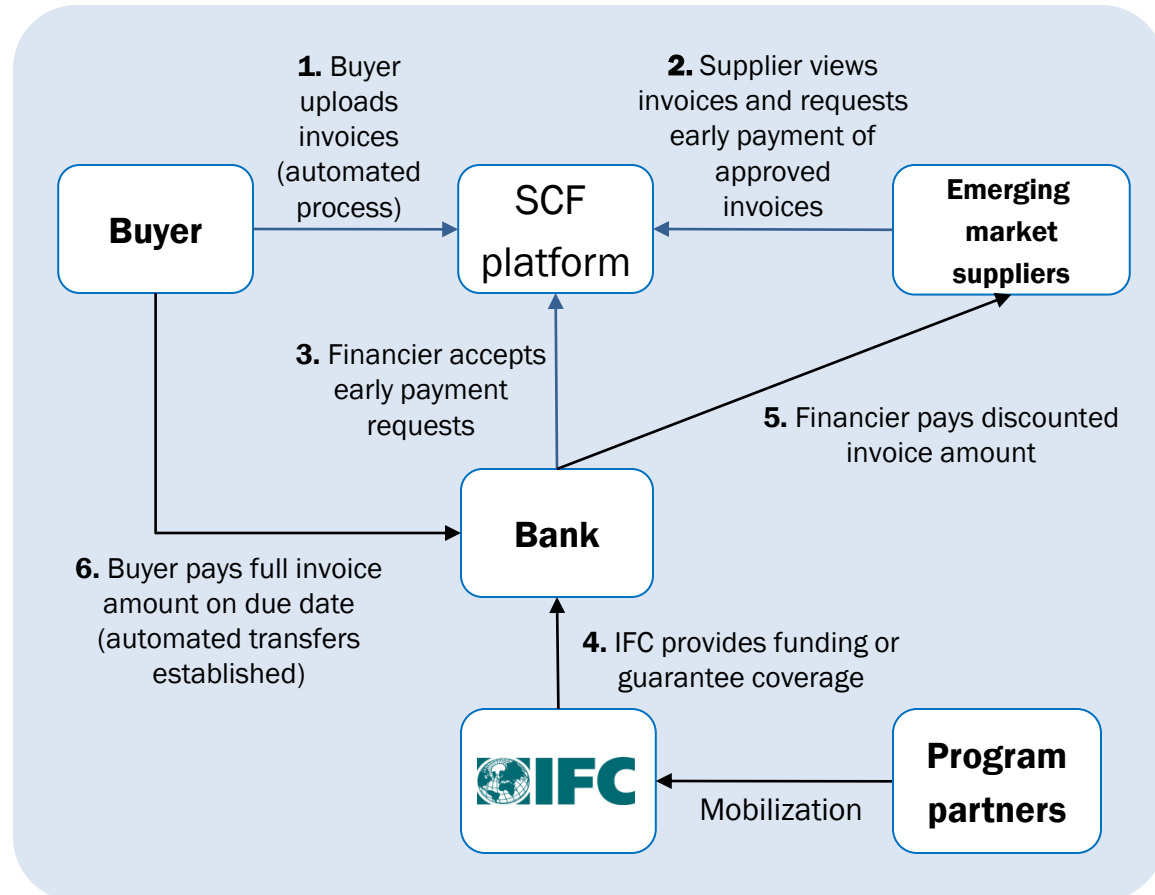 1. Buyer
uploads
invoices
(automated
process)
2. Supplier views
invoices and requests
early payment of
approved
invoices
Buyer
SCF
platform
Emerging
market
suppliers
3. Financier accepts
early payment
requests
5. Financier pays discounted
invoice amount
Bank
6. Buyer pays full invoice
amount on due date
(automated transfers
established)
4. IFC provides funding or
guarantee coverage
IFC
Mobilization
Program
partners